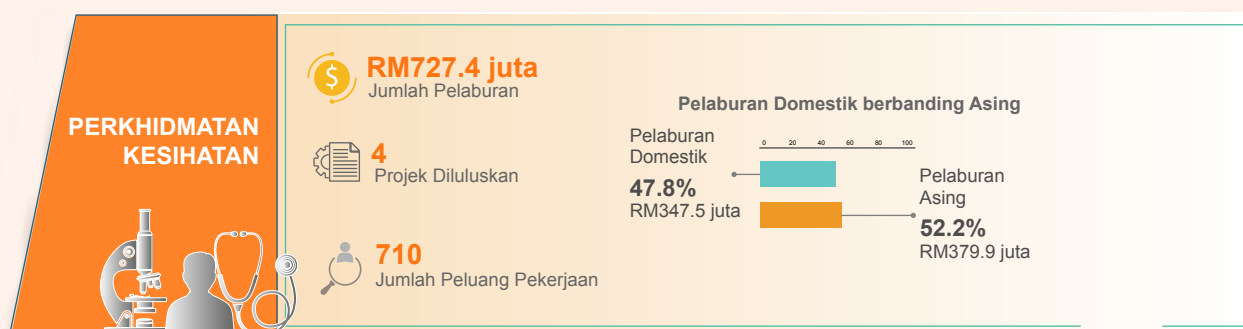 PERKHIDMATAN
KESIHATAN
$
RM727.4 juta
Jumlah Pelaburan
4
Projek Diluluskan
710
Jumlah Peluang Pekerjaan
Pelaburan Domestik berbanding Asing
Pelaburan
Domestik
47.8%
RM347.5 juta
0 20 40 60 80 100
Pelaburan
Asing
52.2%
RM379.9 juta